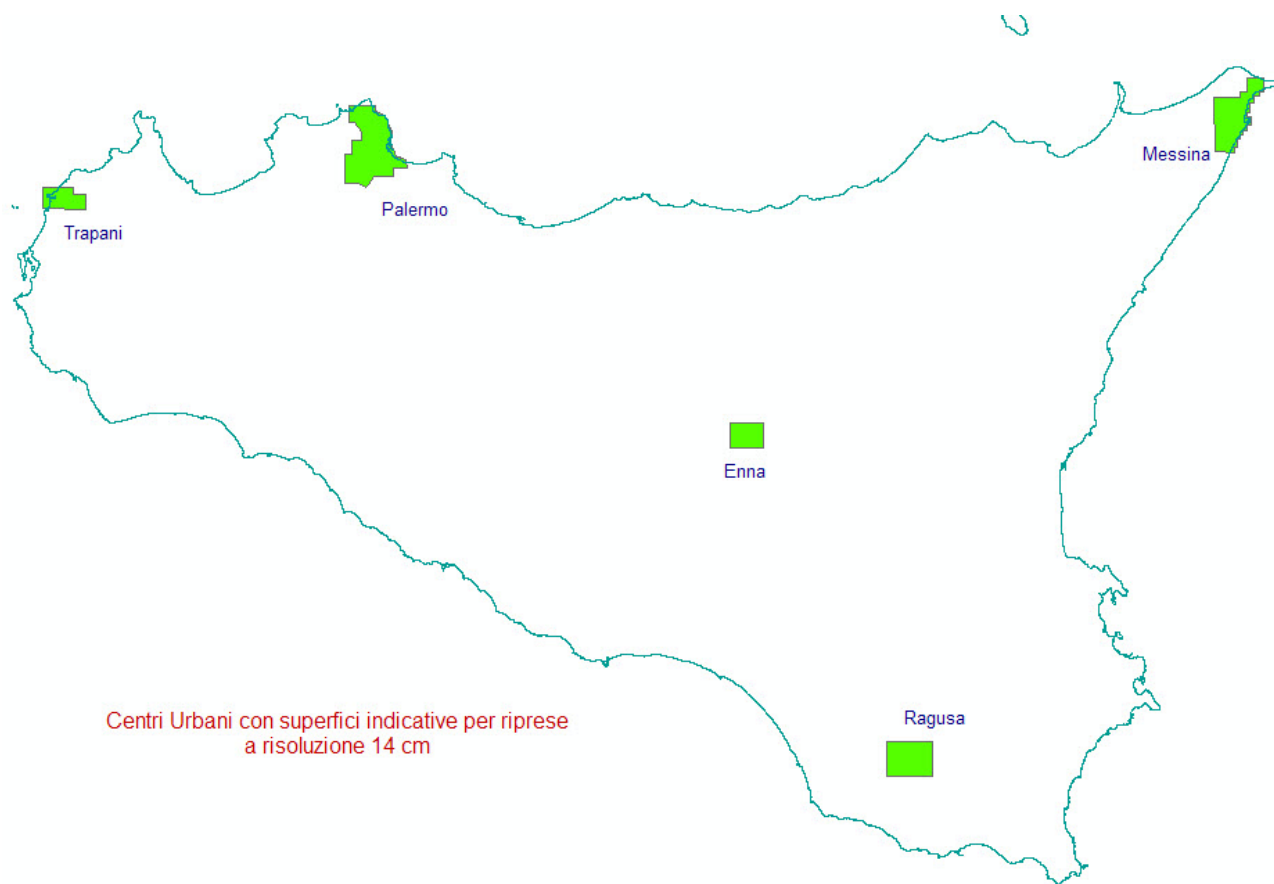 Messina
Palermo
Trapani
Enna
Ragusa
Centri Urbani con superfici indicative per riprese
a risoluzione 14 cm